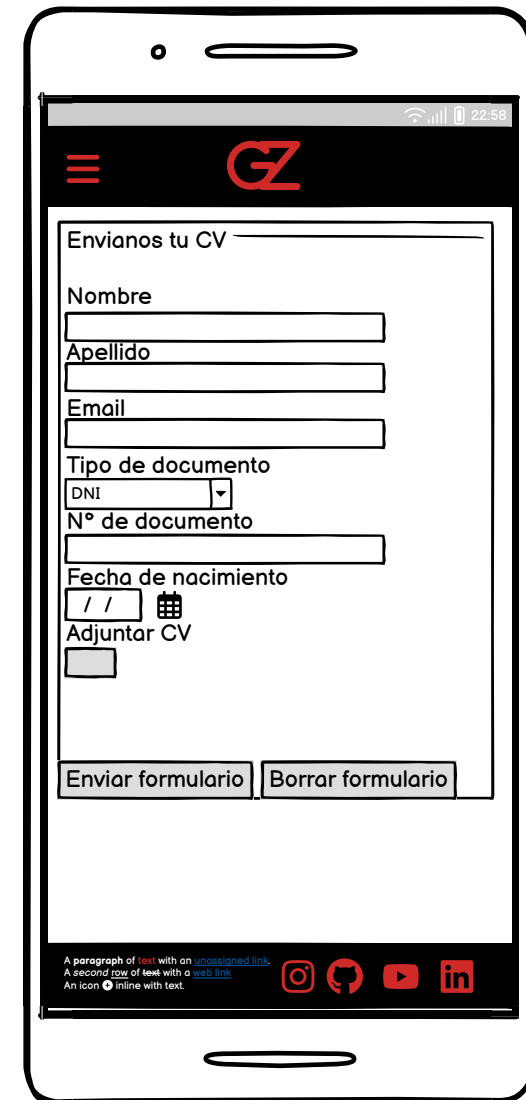 22:58
GZ
Envianos tu CV
Nombre
Apellido
Email
Tipo de documento
DNI
N° de documento
Fecha de nacimiento
/ /
Adjuntar CV
Enviar formulario Borrar formulario
A paragraph of text with an unassigned link.
A second row of text with a web link
An icon inline with text.
in